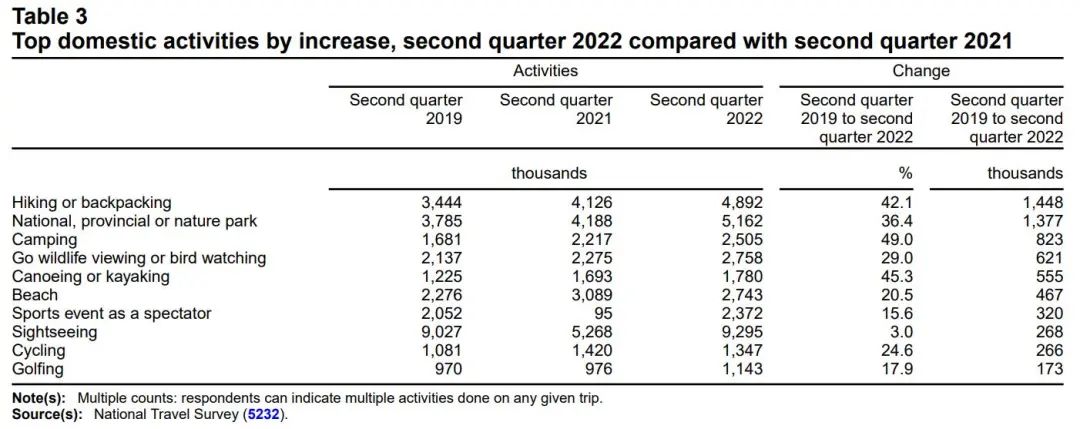 Table 3
Top domestic activities by increase, second quarter 2022 compared with second quarter 2021
Activities Change
Second quarter 2019 Second quarter 2021 Second quarter 2022 Second quarter 2019 to second quarter 2022 Second quarter 2019 to second quarter 2022
thousands % thousands
Hiking or backpacking 3,444 4,126 4,892 42.1 1,448
National, provincial or nature park 3,785 4,188 5,162 36.4 1,377
Camping 1,681 2,217 2,505 49.0 823
Go wildlife viewing or bird watching 2,137 2,275 2,758 29.0 621
Canoeing or kayaking 1,225 1,693 1,780 45.3 555
Beach 2,276 3,089 2,743 20.5 467
Sports event as a spectator 2,052 95 2,372 15.6 320
Sightseeing 9,027 5,268 9,295 3.0 268
Cycling 1,081 1,420 1,347 24.6 266
Golfing 970 976 1,143 17.9 173
Note(s): Multiple counts: respondents can indicate multiple activities done on any given trip.
Source(s): National Travel Survey (5232).